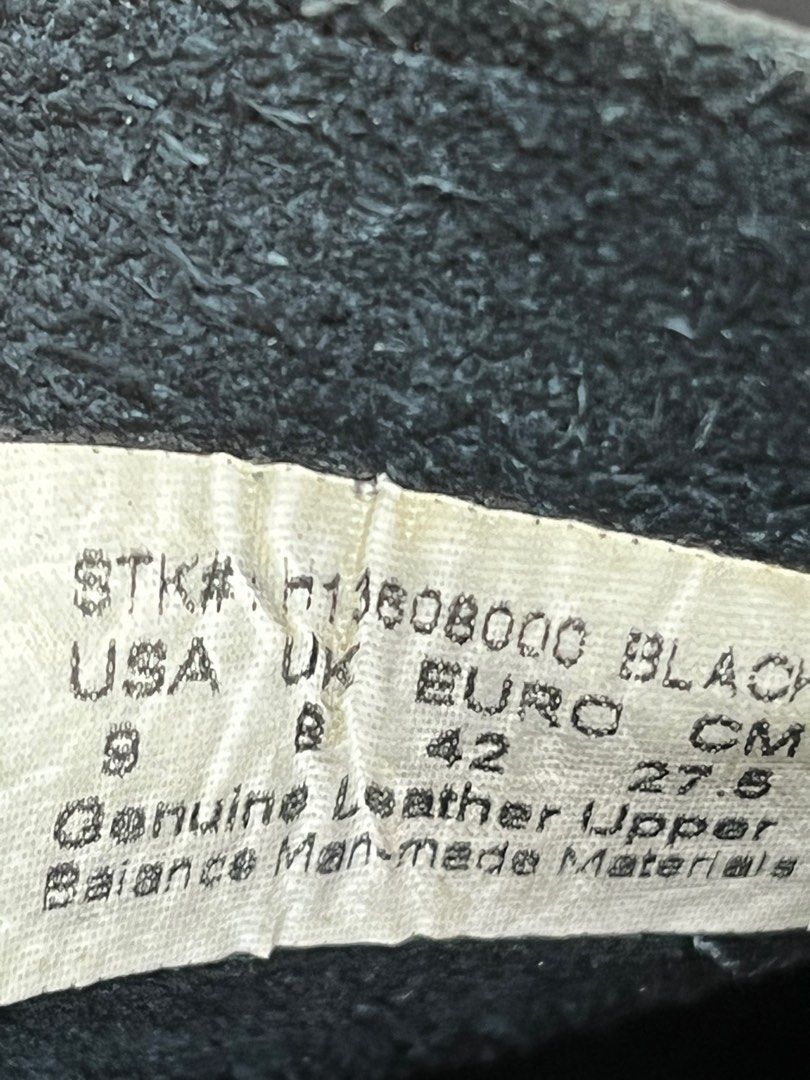 STK#: H13608000 BLACK
USA UK EURO CM
9 8 42 27.5
Genuine Leather Upper
Balance Man-made Materials